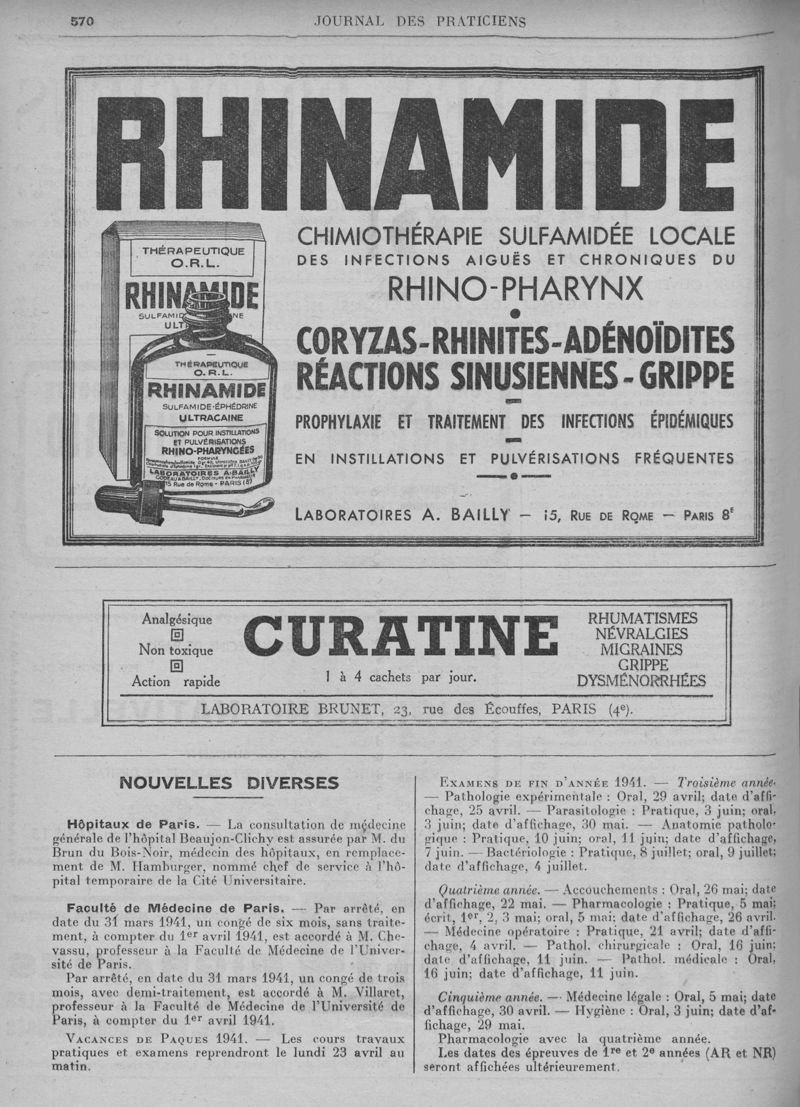 570
JOURNAL DES PRATICIENS
RHINAMIDE
CHIMIOTHÉRAPIE SULFAMIDÉE LOCALE
DES INFECTIONS AIGUËS ET CHRONIQUES DU
RHINO-PHARYNX
CORYZAS-RHINITES-ADÉNOÏDITES
RÉACTIONS SINUSIENNES - GRIPPE
PROPHYLAXIE ET TRAITEMENT DES INFECTIONS ÉPIDÉMIQUES
EN INSTILLATIONS ET PULVÉRISATIONS FRÉQUENTES
LABORATOIRES A. BAILLY — 15, RUE DE ROME — PARIS 8E
THÉRAPEUTIQUE
O.R.L.
RHINAMIDE
THÉRAPEUTIQUE
O.R.L.
RHINAMIDE
SULFAMIDE-ÉPHÉDRINE
ULTRACAINE
SOLUTION POUR INSTILLATIONS
ET PULVÉRISATIONS
RHINO-PHARYNGÉES
FORMULE
LABORATOIRES A. BAILLY
15 Rue de Rome - PARIS (8e)
Analgésique
Non toxique
Action rapide
CURATINE
1 à 4 cachets par jour.
RHUMATISMES
NÉVRALGIES
MIGRAINES
GRIPPE
DYSMÉNORRHÉES
LABORATOIRE BRUNET, 23, rue des Écouffes, PARIS (4e).
NOUVELLES DIVERSES
Hôpitaux de Paris. — La consultation de médecine
générale de l'hôpital Beaujon-Clichy est assurée par M. du
Brun du Bois-Noir, médecin des hôpitaux, en remplace-
ment de M. Hamburger, nommé chef de service à l'hô-
pital temporaire de la Cité Universitaire.
Faculté de Médecine de Paris. — Par arrêté, en
date du 31 mars 1941, un congé de six mois, sans traite-
ment, à compter du 1er avril 1941, est accordé à M. Che-
vassu, professeur à la Faculté de Médecine de l'Univer-
sité de Paris.
Par arrêté, en date du 31 mars 1941, un congé de trois
mois, avec demi-traitement, est accordé à M. Villaret,
professeur à la Faculté de Médecine de l'Université de
Paris, à compter du 1er avril 1941.
VACANCES DE PAQUES 1941. — Les cours travaux
pratiques et examens reprendront le lundi 23 avril au
matin.
EXAMENS DE FIN D'ANNÉE 1941. — Troisième année.
— Pathologie expérimentale : Oral, 29 avril; date d'affi-
chage, 25 avril. — Parasitologie : Pratique, 3 juin; oral,
3 juin; date d'affichage, 30 mai. — Anatomie patholo-
gique : Pratique, 10 juin; oral, 11 juin; date d'affichage,
7 juin. — Bactériologie : Pratique, 8 juillet; oral, 9 juillet;
date d'affichage, 4 juillet.
Quatrième année. — Accouchements : Oral, 26 mai; date
d'affichage, 22 mai. — Pharmacologie : Pratique, 5 mai;
écrit, 1er, 2, 3 mai; oral, 5 mai; date d'affichage, 26 avril.
— Médecine opératoire : Pratique, 21 avril; date d'affi-
chage, 4 avril. — Pathol. chirurgicale : Oral, 16 juin;
date d'affichage, 11 juin. — Pathol. médicale : Oral,
16 juin; date d'affichage, 11 juin.
Cinquième année. — Médecine légale : Oral, 5 mai; date
d'affichage, 30 avril. — Hygiène : Oral, 3 juin; date d'af-
fichage, 29 mai.
Pharmacologie avec la quatrième année.
Les dates des épreuves de 1re et 2e années (AR et NR)
seront affichées ultérieurement.